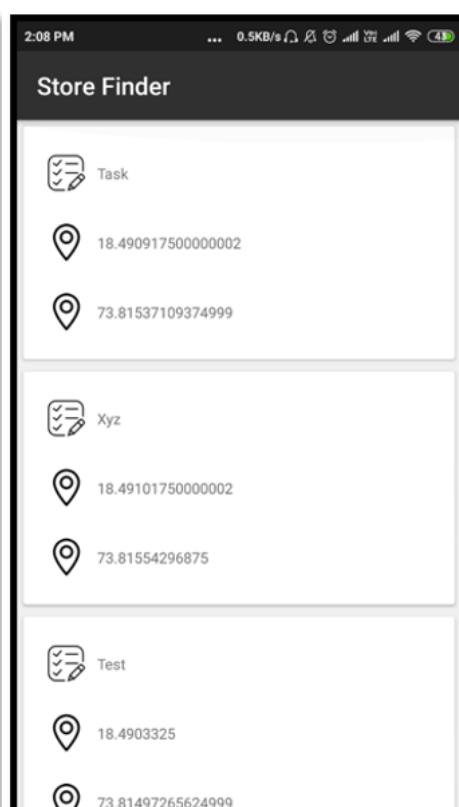 2:08 PM ... 0.5KB/s
Store Finder
Task
18.490917500000002
73.81537109374999
Xyz
18.49101750000002
73.81554296875
Test
18.4903325
73.81497265624999